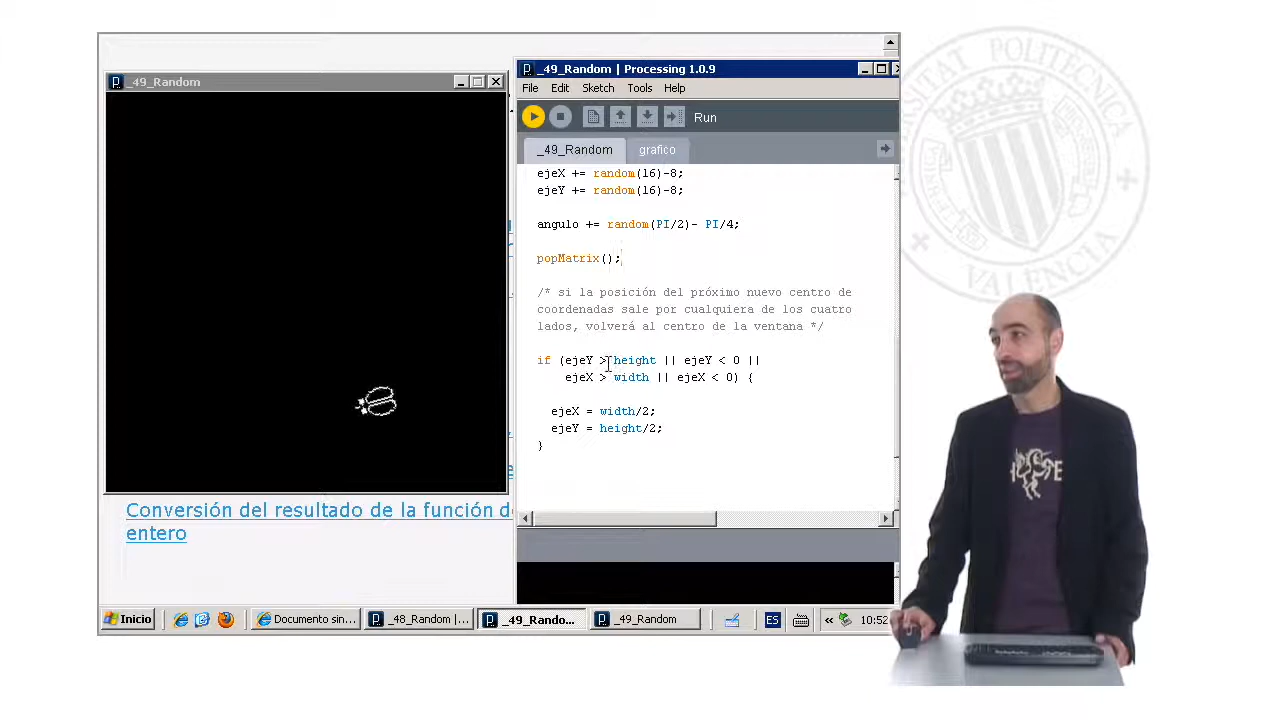 _49_Random
_49_Random | Processing 1.0.9
File Edit Sketch Tools Help
Run
_49_Random grafico
ejeX += random(16)-8;
ejeY += random(16)-8;
angulo += random(PI/2)- PI/4;
popMatrix();
/* si la posición del próximo nuevo centro de
coordenadas sale por cualquiera de los cuatro
lados, volverá al centro de la ventana */
if (ejeY > height || ejeY < 0 ||
ejeX > width || ejeX < 0) {
ejeX = width/2;
ejeY = height/2;
}
Conversión del resultado de la función de
entero
Inicio
Documento sin...
_48_Random |...
_49_Rando...
_49_Random
ES
«
10:52
POLITECNICA
VALENCIA